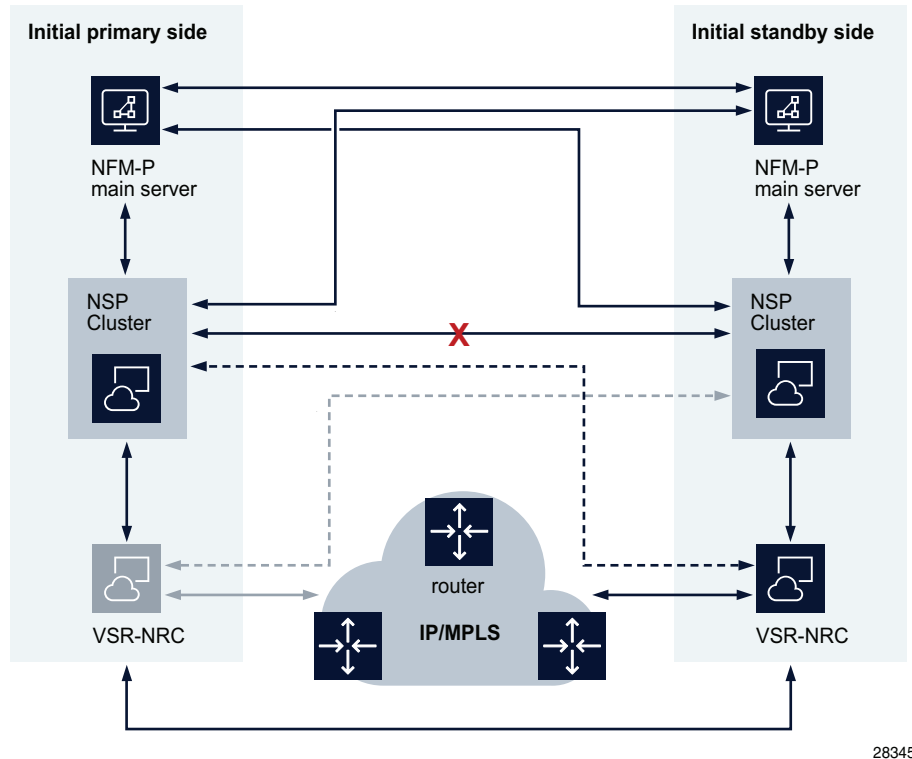 Initial primary side
Initial standby side
NFM-P
main server
NFM-P
main server
NSP
Cluster
NSP
Cluster
X
router
IP/MPLS
VSR-NRC
VSR-NRC
28345